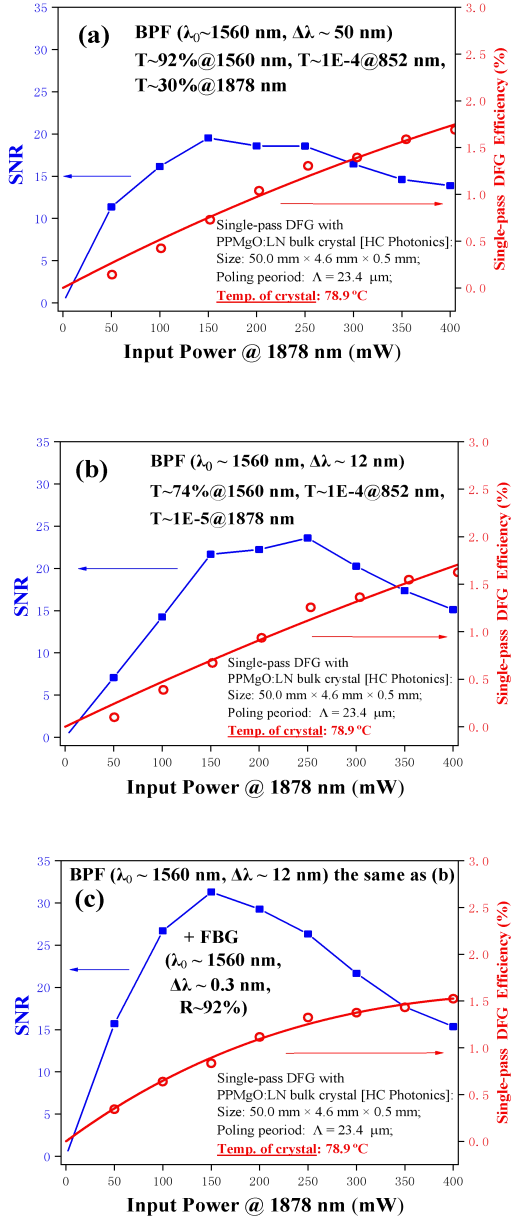 (a)
BPF (λ0~1560 nm, Δλ ~ 50 nm)
T~92%@1560 nm, T~1E-4@852 nm,
T~30%@1878 nm
SNR
35
30
25
20
15
10
5
0
3.0
2.5
2.0
1.5
1.0
0.5
0.0
Single-pass DFG Efficiency (%)
Single-pass DFG with
PPMgO:LN bulk crystal [HC Photonics]:
Size: 50.0 mm × 4.6 mm × 0.5 mm;
Poling peoriod: Λ = 23.4 μm;
Temp. of crystal: 78.9 ºC
0 50 100 150 200 250 300 350 400
Input Power @ 1878 nm (mW)
(b)
BPF (λ0 ~ 1560 nm, Δλ ~ 12 nm)
T~74%@1560 nm, T~1E-4@852 nm,
T~1E-5@1878 nm
SNR
35
30
25
20
15
10
5
0
3.0
2.5
2.0
1.5
1.0
0.5
0.0
Single-pass DFG Efficiency (%)
Single-pass DFG with
PPMgO:LN bulk crystal [HC Photonics]:
Size: 50.0 mm × 4.6 mm × 0.5 mm;
Poling peoriod: Λ = 23.4 μm;
Temp. of crystal: 78.9 ºC
0 50 100 150 200 250 300 350 400
Input Power @ 1878 nm (mW)
BPF (λ0 ~ 1560 nm, Δλ ~ 12 nm) the same as (b)
(c)
+ FBG
(λ0 ~ 1560 nm,
Δλ ~ 0.3 nm,
R~92%)
SNR
35
30
25
20
15
10
5
0
3.0
2.5
2.0
1.5
1.0
0.5
0.0
Single-pass DFG Efficiency (%)
Single-pass DFG with
PPMgO:LN bulk crystal [HC Photonics]:
Size: 50.0 mm × 4.6 mm × 0.5 mm;
Poling peoriod: Λ = 23.4 μm;
Temp. of crystal: 78.9 ºC
0 50 100 150 200 250 300 350 400
Input Power @ 1878 nm (mW)